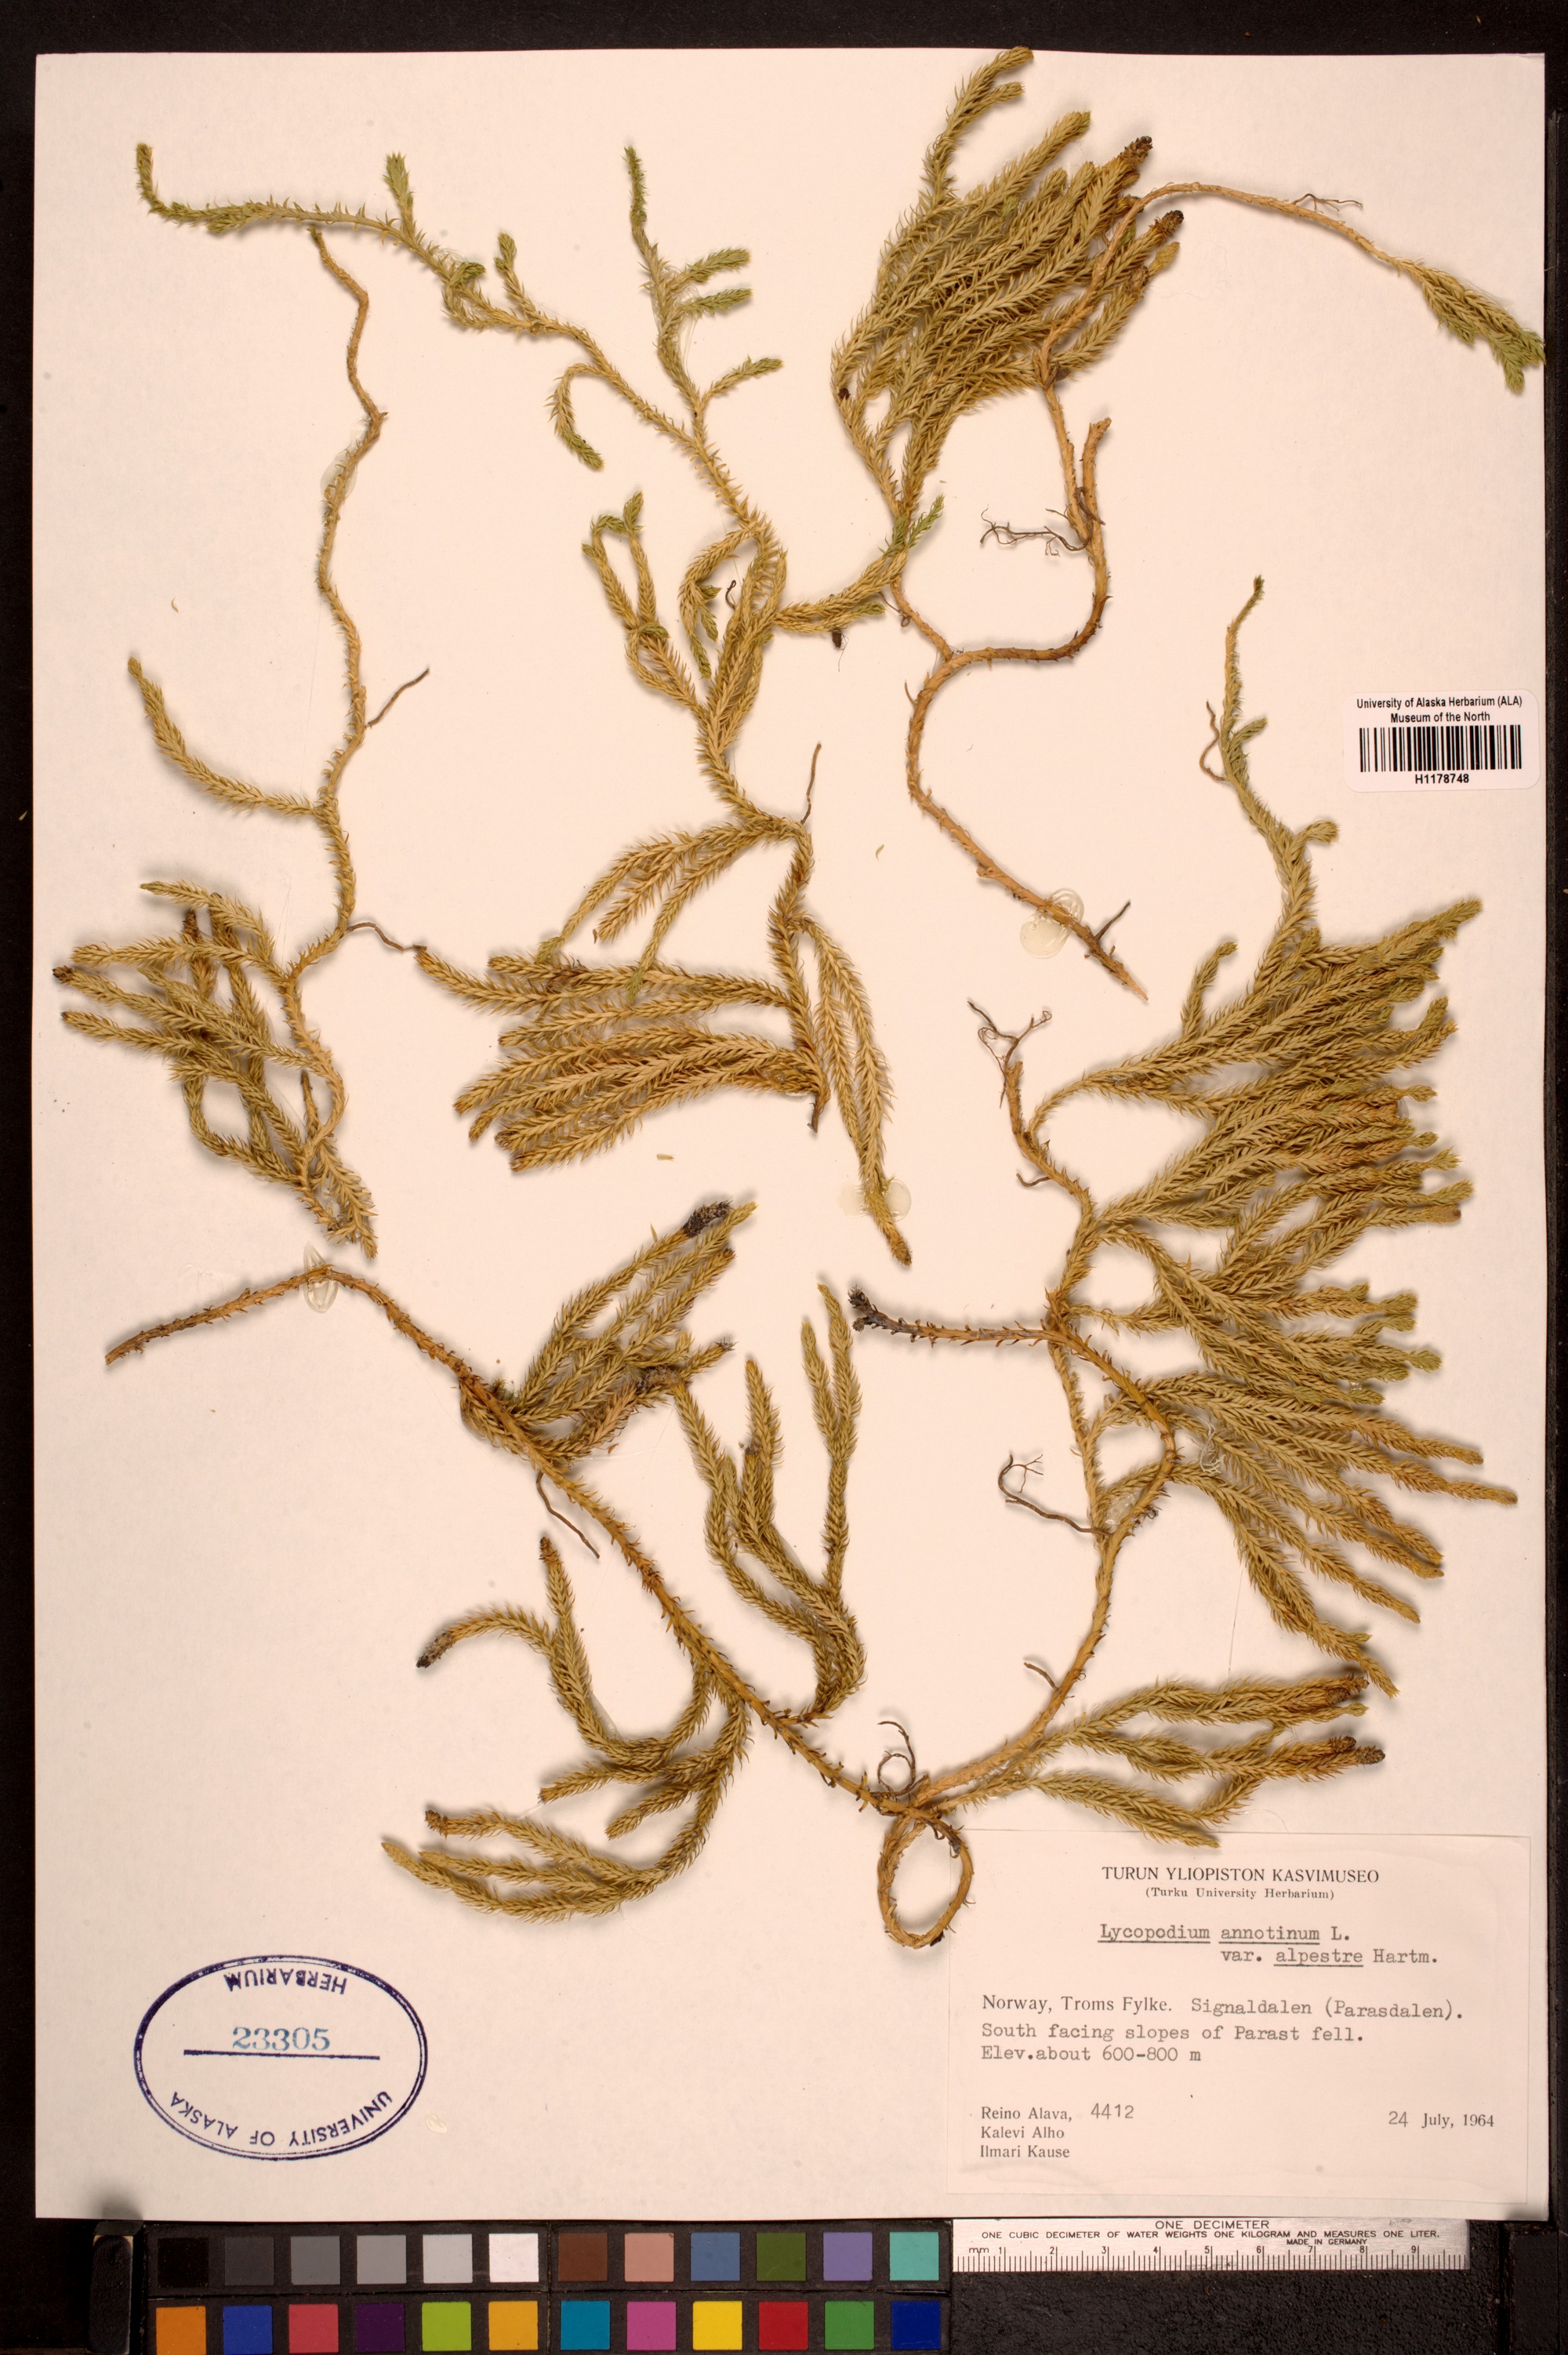 University of Alaska Herbarium (ALA)
Museum of the North
H1178748
TURUN YLIOPISTON KASVIMUSEO
(Turku University Herbarium)
Lycopodium annotinum L.
var. alpestre Hartm.
Norway, Troms Fylke. Signaldalen (Parasdalen).
South facing slopes of Parast fell.
Elev.about 600-800 m
Reino Alava, 4412
24 July, 1964
Kalevi Alho
Ilmari Kause
HERBARIUM
23305
UNIVERSITY OF ALASKA
ONE DECIMETER
ONE CUBIC DECIMETER OF WATER WEIGHTS ONE KILOGRAM AND MEASURES ONE LITER.
MADE IN GERMANY
mm 1 2 3 4 5 6 7 8 9